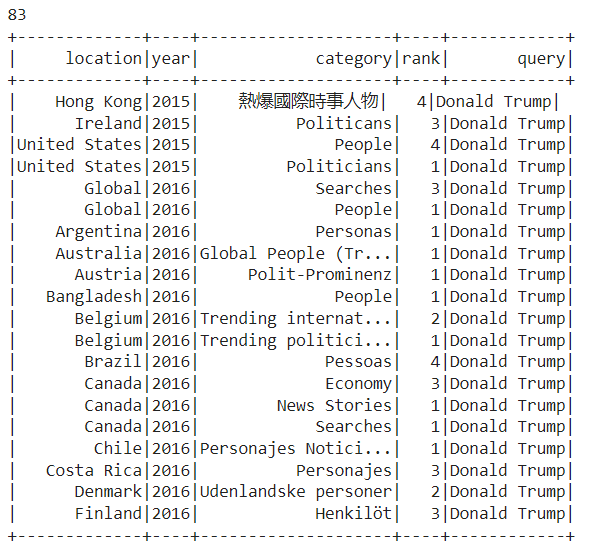 83
+-------------+----+--------------------+----+------------+
|     location|year|            category|rank|       query|
+-------------+----+--------------------+----+------------+
|    Hong Kong|2015|    熱爆國際時事人物|   4|Donald Trump|
|      Ireland|2015|          Politicans|   3|Donald Trump|
|United States|2015|              People|   4|Donald Trump|
|United States|2015|         Politicians|   1|Donald Trump|
|       Global|2016|            Searches|   3|Donald Trump|
|       Global|2016|              People|   1|Donald Trump|
|    Argentina|2016|            Personas|   1|Donald Trump|
|    Australia|2016|Global People (Tr...|   1|Donald Trump|
|      Austria|2016|     Polit-Prominenz|   1|Donald Trump|
|   Bangladesh|2016|              People|   1|Donald Trump|
|      Belgium|2016|Trending internat...|   2|Donald Trump|
|      Belgium|2016|Trending politici...|   1|Donald Trump|
|       Brazil|2016|             Pessoas|   4|Donald Trump|
|       Canada|2016|             Economy|   3|Donald Trump|
|       Canada|2016|        News Stories|   1|Donald Trump|
|       Canada|2016|            Searches|   1|Donald Trump|
|        Chile|2016|Personajes Notici...|   1|Donald Trump|
|   Costa Rica|2016|          Personajes|   3|Donald Trump|
|      Denmark|2016|Udenlandske personer|   2|Donald Trump|
|      Finland|2016|            Henkilöt|   3|Donald Trump|
+-------------+----+--------------------+----+------------+